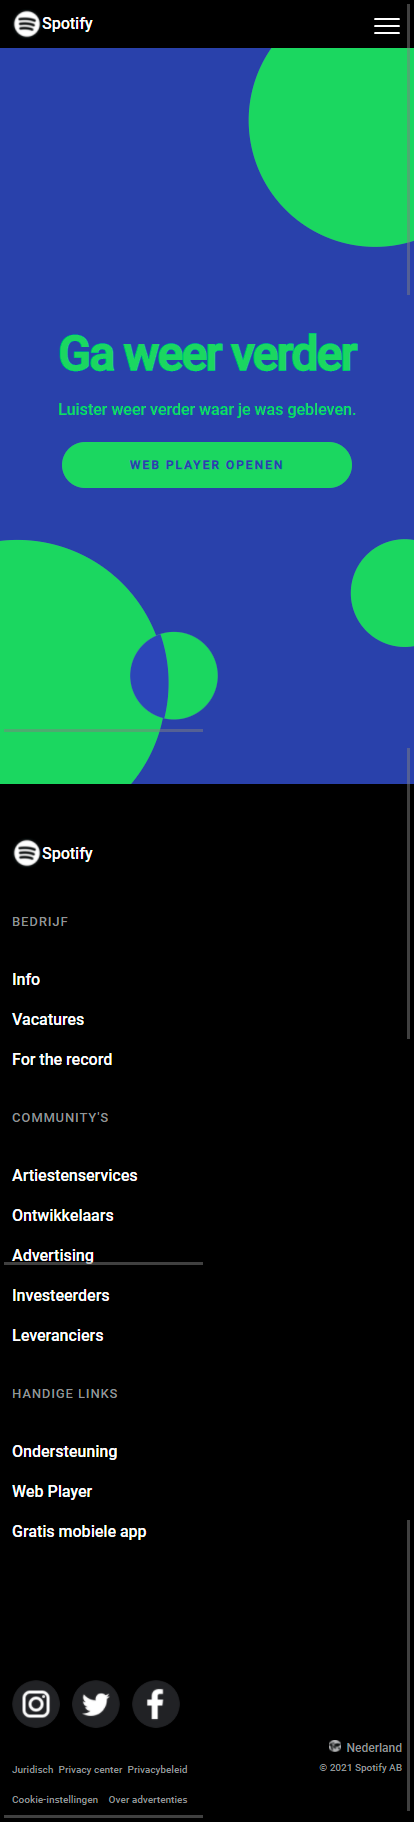 Spotify
Ga weer verder
Luister weer verder waar je was gebleven.
WEB PLAYER OPENEN
Spotify
BEDRIJF
Info
Vacatures
For the record
COMMUNITY'S
Artiestenservices
Ontwikkelaars
Advertising
Investeerders
Leveranciers
HANDIGE LINKS
Ondersteuning
Web Player
Gratis mobiele app
Nederland
Juridisch Privacy center Privacybeleid
© 2021 Spotify AB
Cookie-instellingen Over advertenties